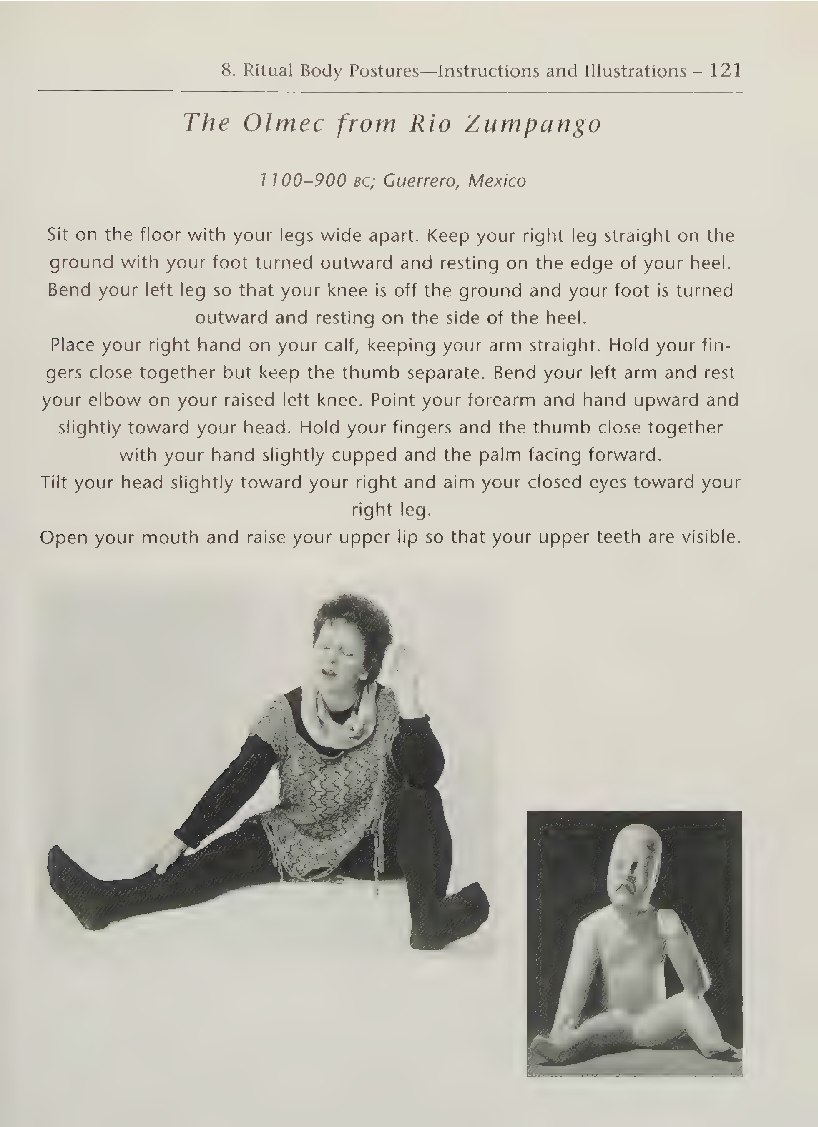 8. Ritual Body Postures—Instructions and Illustrations – 121
The Olmec from Rio Zumpango
1100–900 BC; Guerrero, Mexico
Sit on the floor with your legs wide apart. Keep your right leg straight on the
ground with your foot turned outward and resting on the edge of your heel.
Bend your left leg so that your knee is off the ground and your foot is turned
outward and resting on the side of the heel.
Place your right hand on your calf, keeping your arm straight. Hold your fin-
gers close together but keep the thumb separate. Bend your left arm and rest
your elbow on your raised left knee. Point your forearm and hand upward and
slightly toward your head. Hold your fingers and the thumb close together
with your hand slightly cupped and the palm facing forward.
Tilt your head slightly toward your right and aim your closed eyes toward your
right leg.
Open your mouth and raise your upper lip so that your upper teeth are visible.